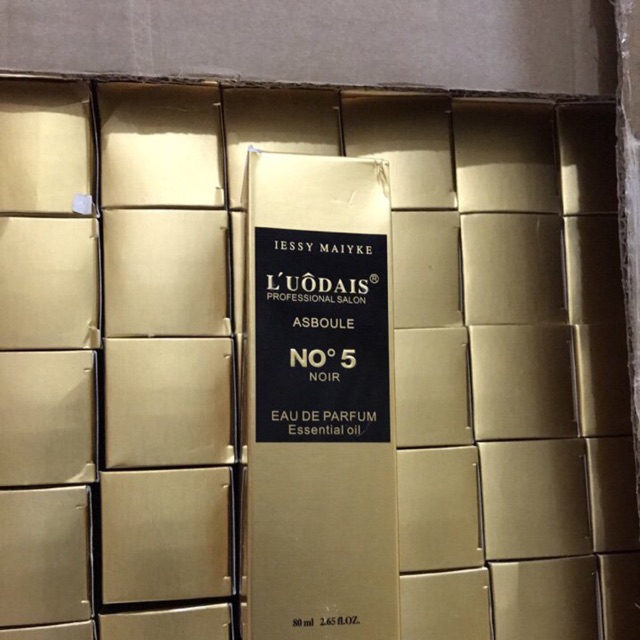 IESSY MAIYKE
L'UÔDAIS®
PROFESSIONAL SALON
ASBOULE
NO° 5
NOIR
EAU DE PARFUM
Essential oil
80 ml 2.65 fl.OZ.